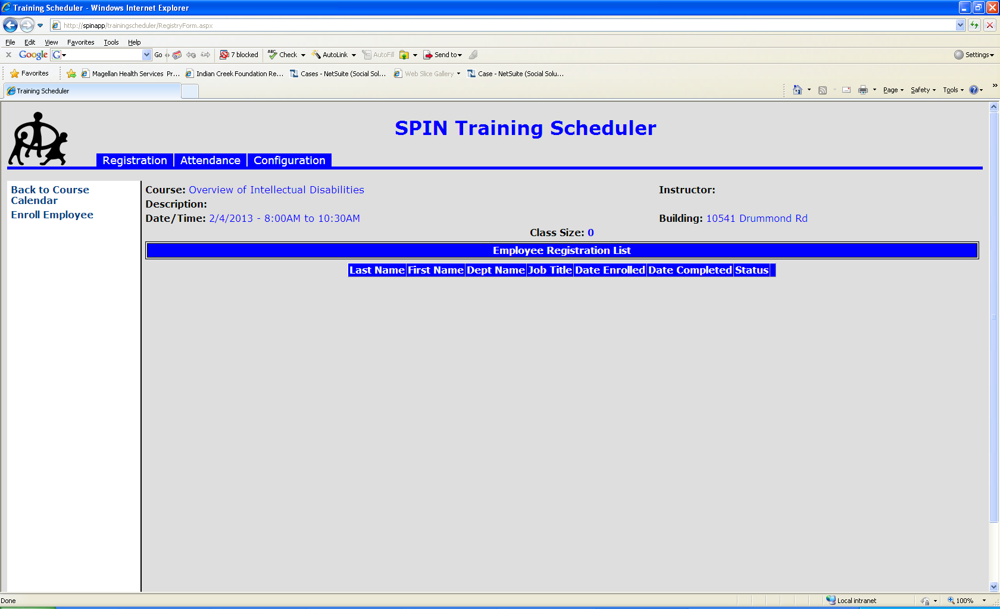 Training Scheduler - Windows Internet Explorer
http://spinapp/trainingscheduler/RegistryForm.aspx
File Edit View Favorites Tools Help
x Google G Go 7 blocked ABC Check AutoLink AutoFill Send to Settings
Favorites Magellan Health Services Pr... Indian Creek Foundation Re... Cases - NetSuite (Social Sol... Web Slice Gallery Case - NetSuite (Social Solu...
Training Scheduler Page Safety Tools »
SPIN Training Scheduler
Registration Attendance Configuration
Back to Course
Calendar
Enroll Employee
Course: Overview of Intellectual Disabilities Instructor:
Description:
Date/Time: 2/4/2013 - 8:00AM to 10:30AM Building: 10541 Drummond Rd
Class Size: 0
Employee Registration List
Last Name First Name Dept Name Job Title Date Enrolled Date Completed Status
Done Local intranet 100%